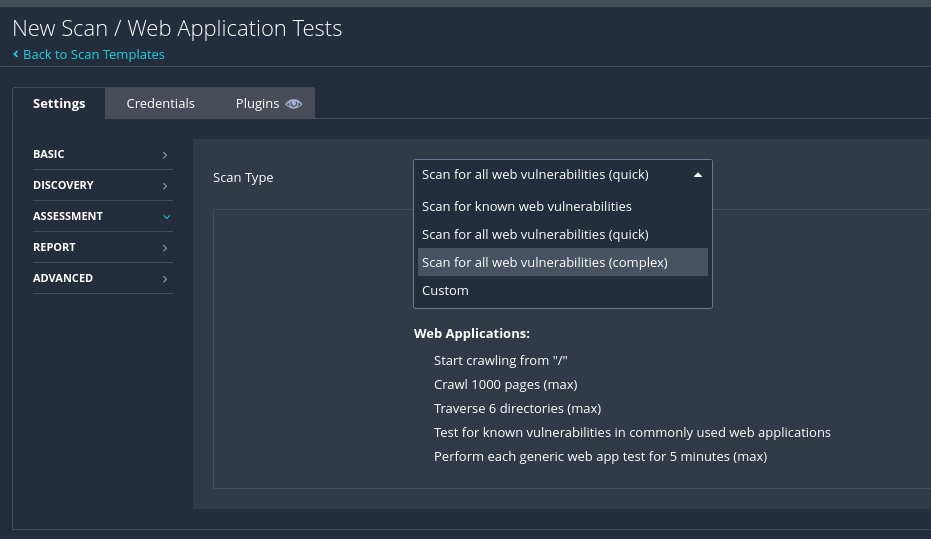 New Scan / Web Application Tests
Back to Scan Templates
Settings
Credentials
Plugins
BASIC
DISCOVERY
ASSESSMENT
REPORT
ADVANCED
Scan Type
Scan for all web vulnerabilities (quick)
Scan for known web vulnerabilities
Scan for all web vulnerabilities (quick)
Scan for all web vulnerabilities (complex)
Custom
Web Applications:
Start crawling from "/"
Crawl 1000 pages (max)
Traverse 6 directories (max)
Test for known vulnerabilities in commonly used web applications
Perform each generic web app test for 5 minutes (max)